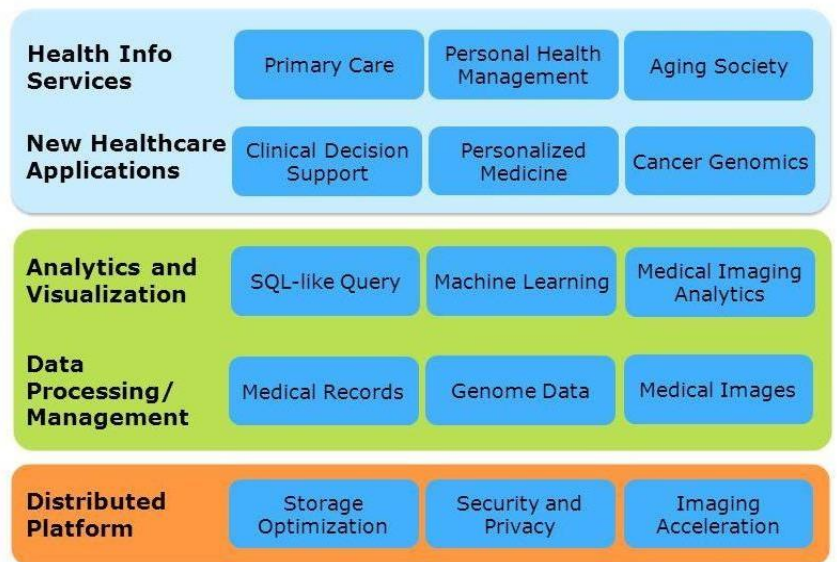 Health Info
Services
Primary Care
Personal Health
Management
Aging Society
New Healthcare
Applications
Clinical Decision
Support
Personalized
Medicine
Cancer Genomics
Analytics and
Visualization
SQL-like Query
Machine Learning
Medical Imaging
Analytics
Data
Processing/
Management
Medical Records
Genome Data
Medical Images
Distributed
Platform
Storage
Optimization
Security and
Privacy
Imaging
Acceleration